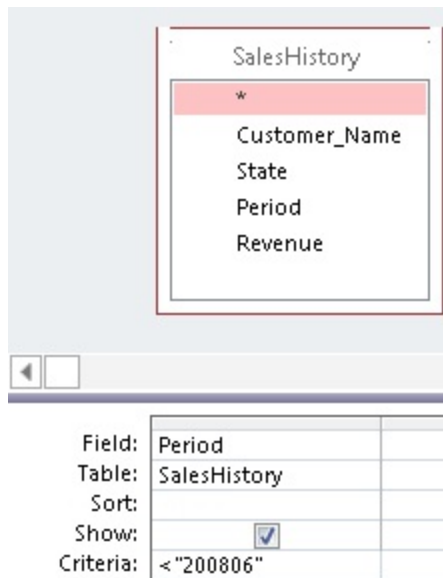 SalesHistory
*
Customer_Name
State
Period
Revenue
Field: Period
Table: SalesHistory
Sort:
Show:
Criteria: <"200806"